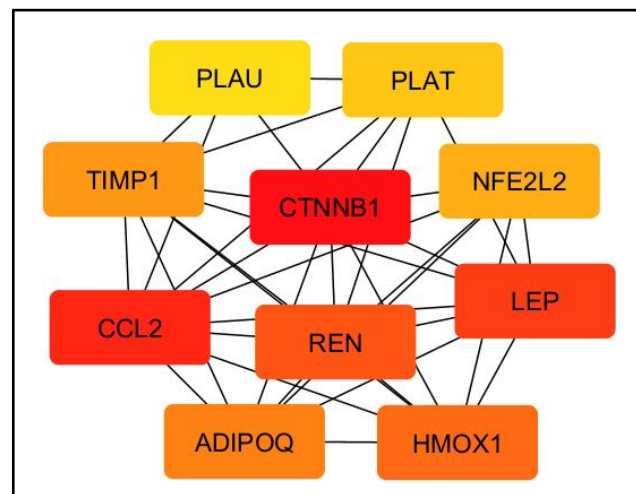 PLAU
PLAT
TIMP1
CTNNB1
NFE2L2
CCL2
REN
LEP
ADIPOQ
HMOX1